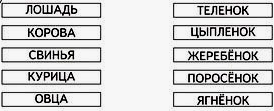 ЛОШАДЬ
ТЕЛЕНОК
КОРОВА
ЦЫПЛЕНОК
СВИНЬЯ
ЖЕРЕБЁНОК
КУРИЦА
ПОРОСЁНОК
ОВЦА
ЯГНЁНОК